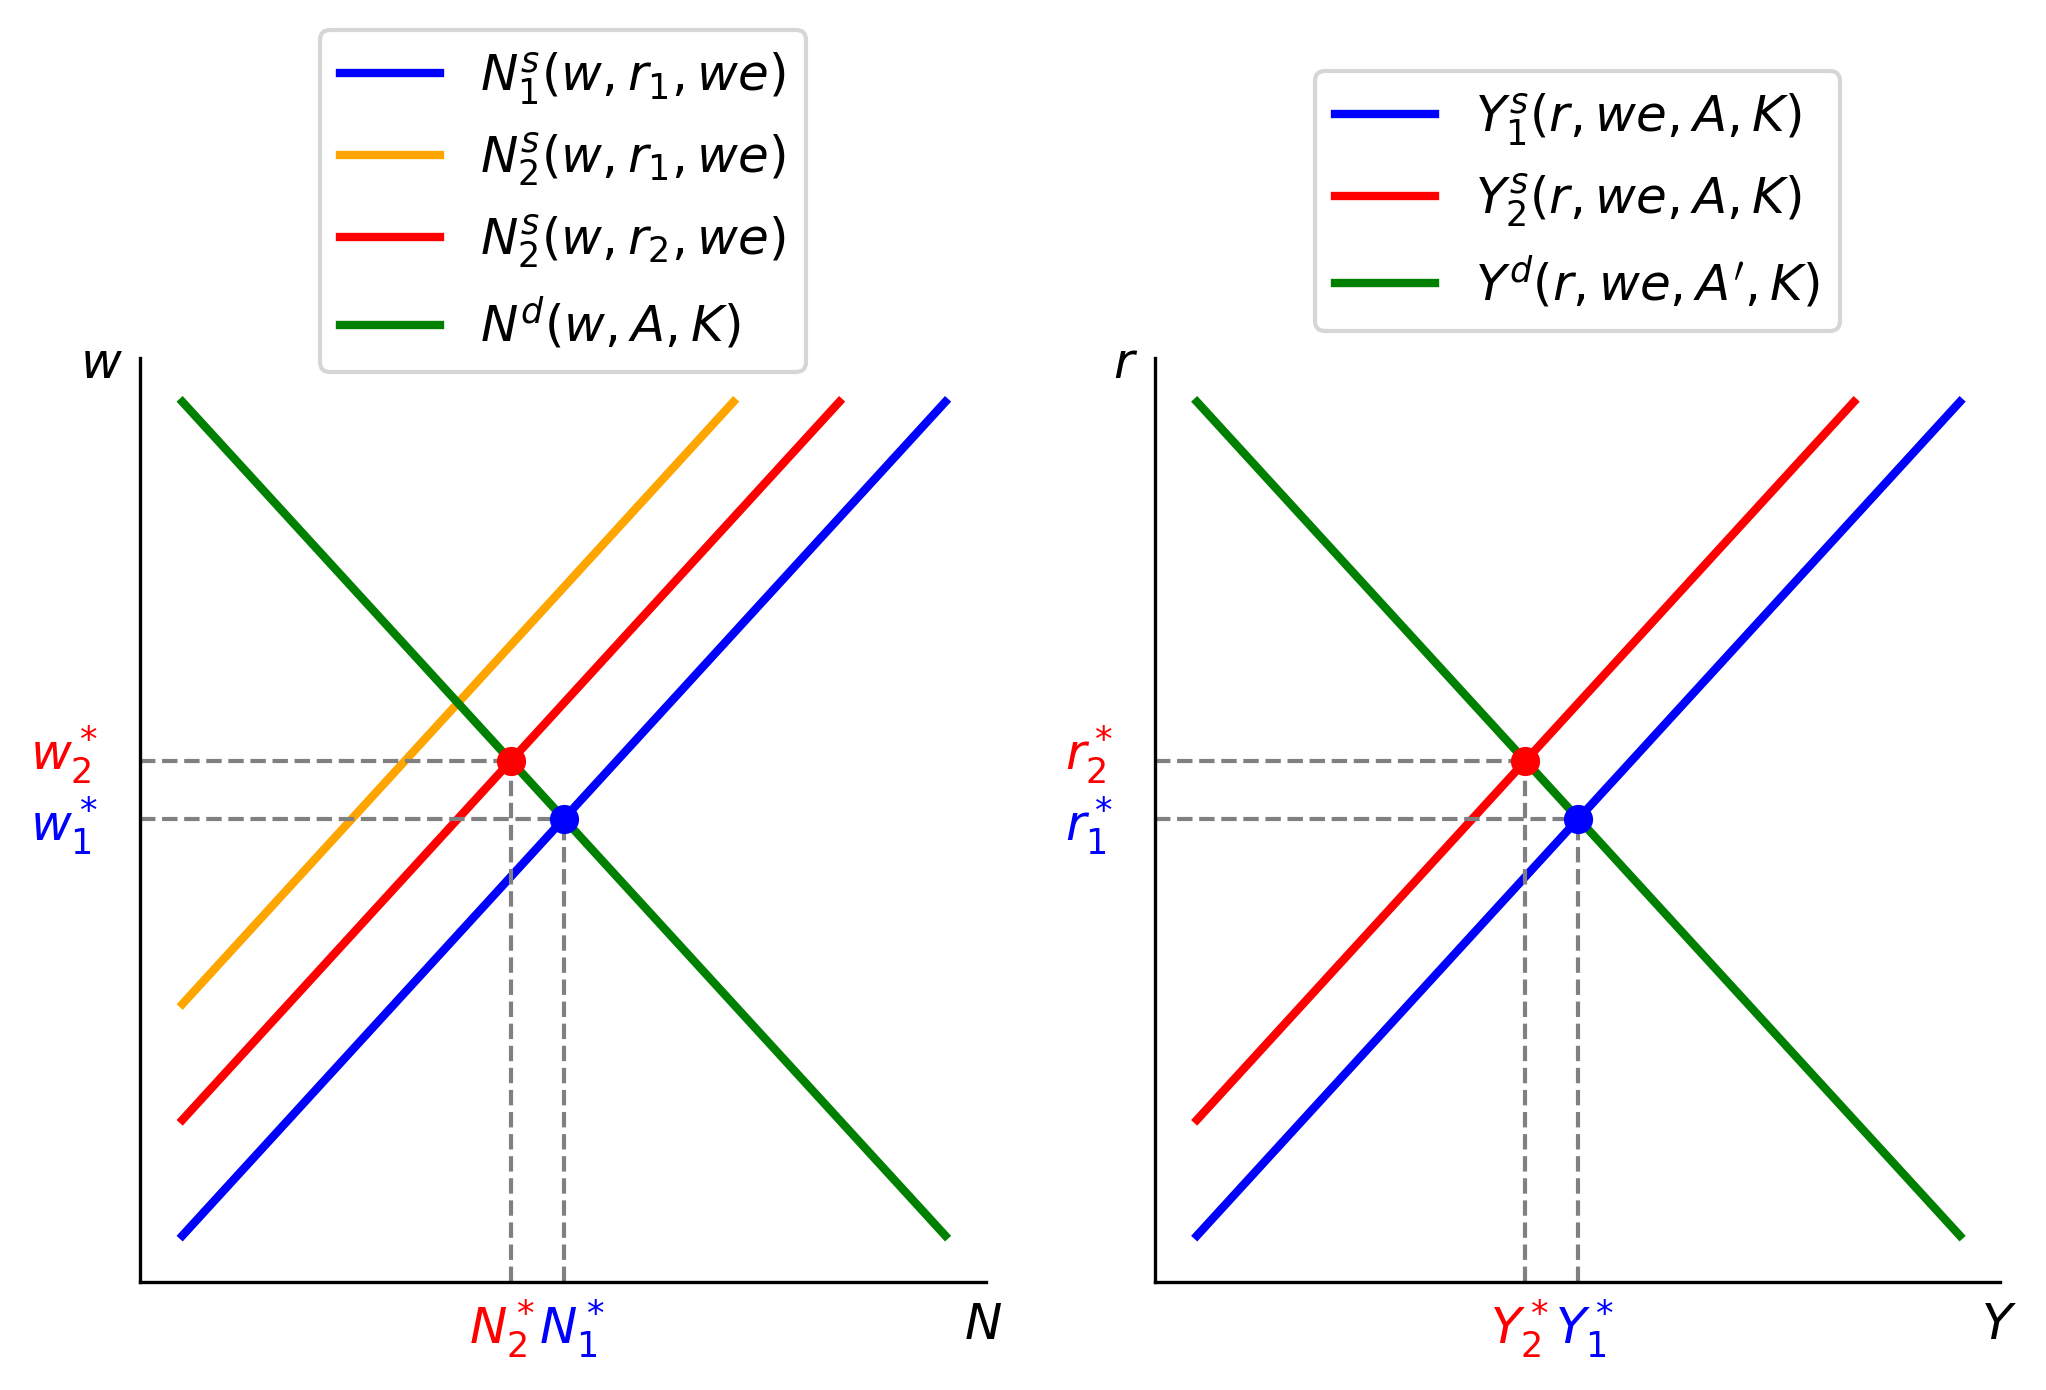 N₁ˢ(w, r₁, we)
N₂ˢ(w, r₁, we)
N₂ˢ(w, r₂, we)
Nᵈ(w, A, K)
w
w₂*
w₁*
N₂* N₁*
N
Y₁ˢ(r, we, A, K)
Y₂ˢ(r, we, A, K)
Yᵈ(r, we, A′, K)
r
r₂*
r₁*
Y₂* Y₁*
Y